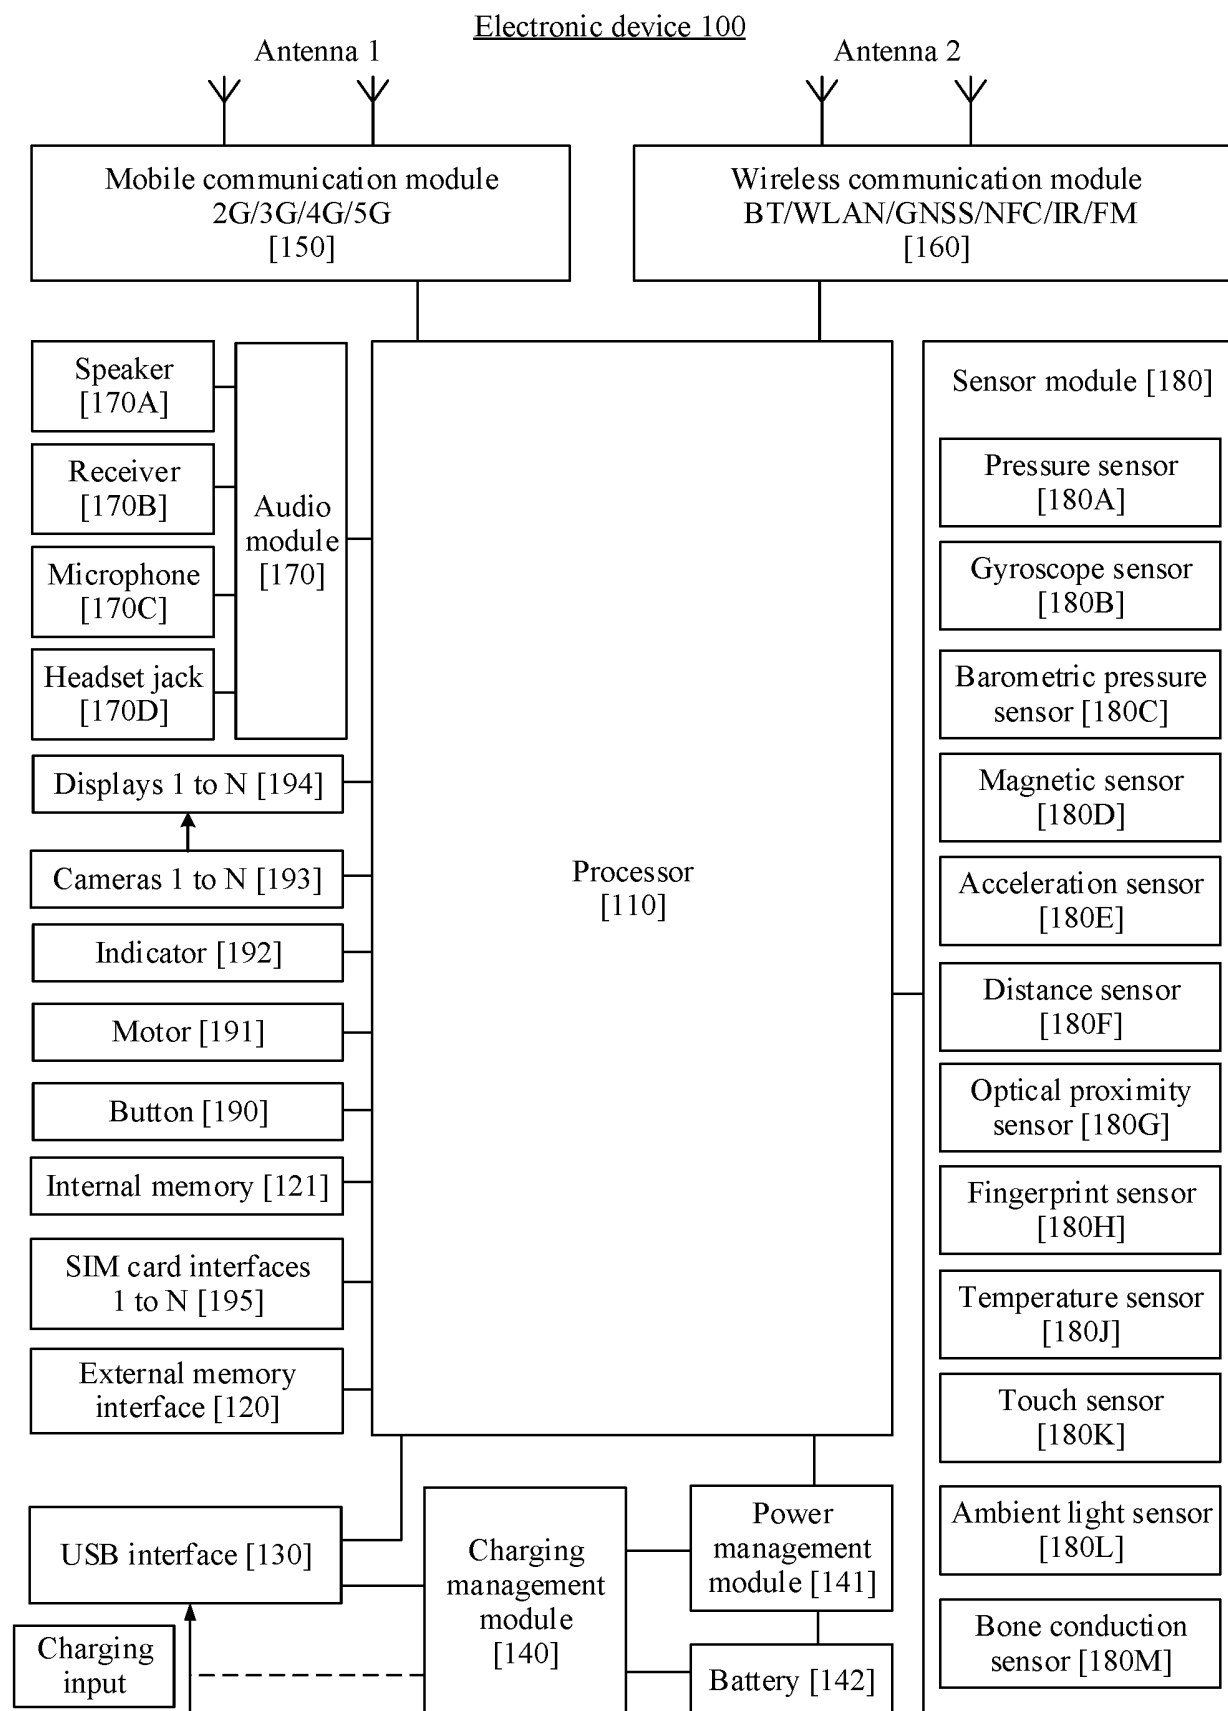 Electronic device 100
Antenna 1
Antenna 2
Mobile communication module
2G/3G/4G/5G
[150]
Wireless communication module
BT/WLAN/GNSS/NFC/IR/FM
[160]
Speaker
[170A]
Receiver
[170B]
Microphone
[170C]
Headset jack
[170D]
Audio
module
[170]
Displays 1 to N [194]
Cameras 1 to N [193]
Indicator [192]
Motor [191]
Button [190]
Internal memory [121]
SIM card interfaces
1 to N [195]
External memory
interface [120]
Processor
[110]
Sensor module [180]
Pressure sensor
[180A]
Gyroscope sensor
[180B]
Barometric pressure
sensor [180C]
Magnetic sensor
[180D]
Acceleration sensor
[180E]
Distance sensor
[180F]
Optical proximity
sensor [180G]
Fingerprint sensor
[180H]
Temperature sensor
[180J]
Touch sensor
[180K]
Ambient light sensor
[180L]
Bone conduction
sensor [180M]
USB interface [130]
Charging
input
Charging
management
module
[140]
Power
management
module [141]
Battery [142]